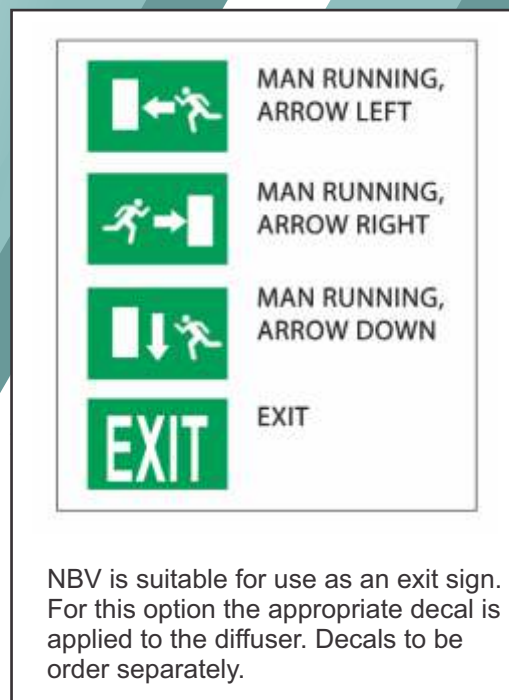 MAN RUNNING,
ARROW LEFT
MAN RUNNING,
ARROW RIGHT
MAN RUNNING,
ARROW DOWN
EXIT
EXIT
NBV is suitable for use as an exit sign.
For this option the appropriate decal is
applied to the diffuser. Decals to be
order separately.